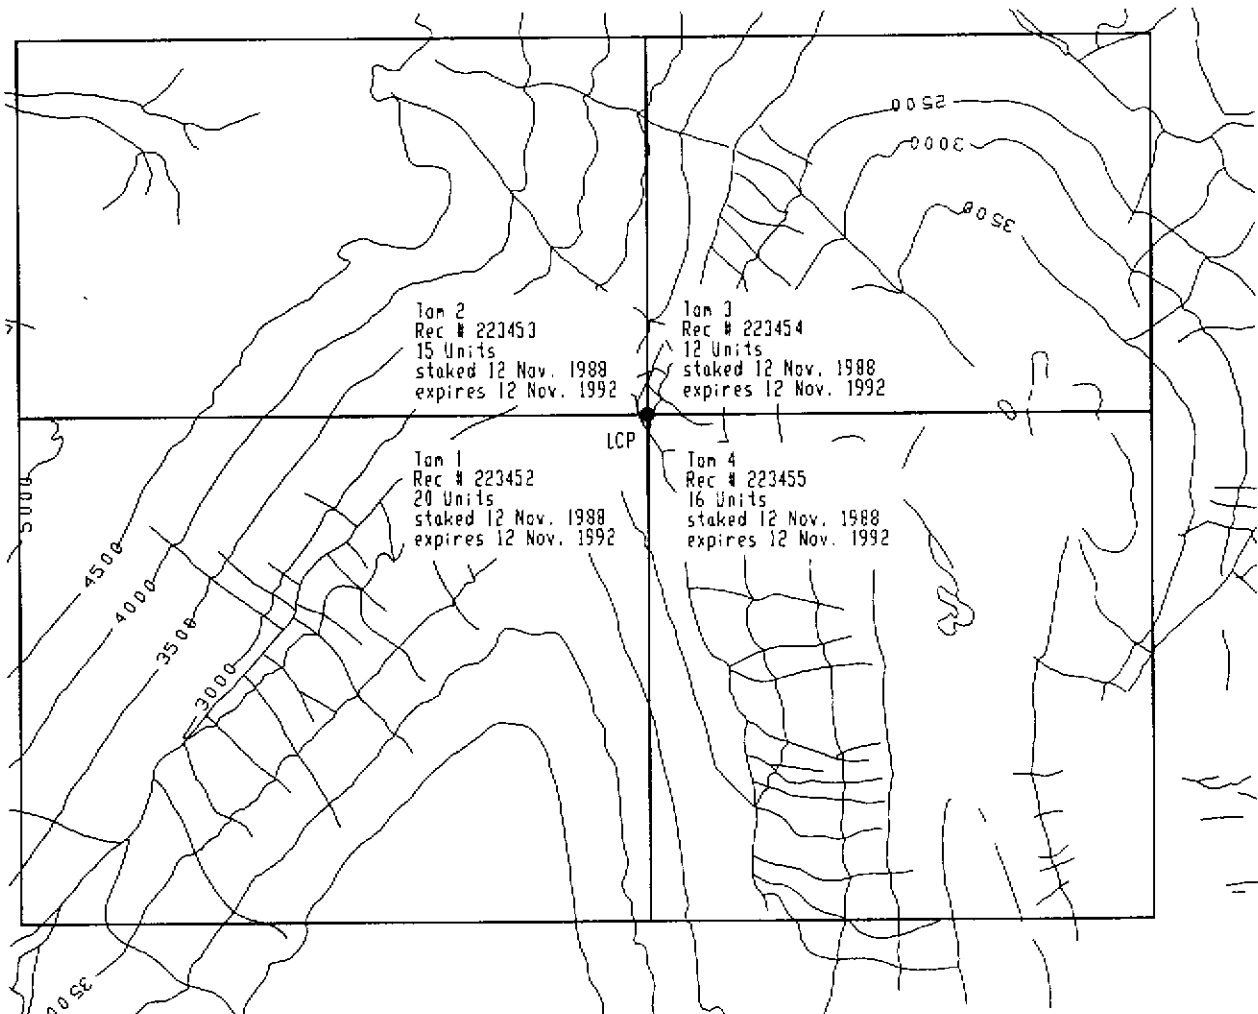 2500
3000
3500
Tam 2
Rec # 223453
15 Units
staked 12 Nov. 1988
expires 12 Nov. 1992
Tam 3
Rec # 223454
12 Units
staked 12 Nov. 1988
expires 12 Nov. 1992
LCP
Tam 1
Rec # 223452
20 Units
staked 12 Nov. 1988
expires 12 Nov. 1992
Tam 4
Rec # 223455
16 Units
staked 12 Nov. 1988
expires 12 Nov. 1992
5000
4500
4000
3500
3000
3500